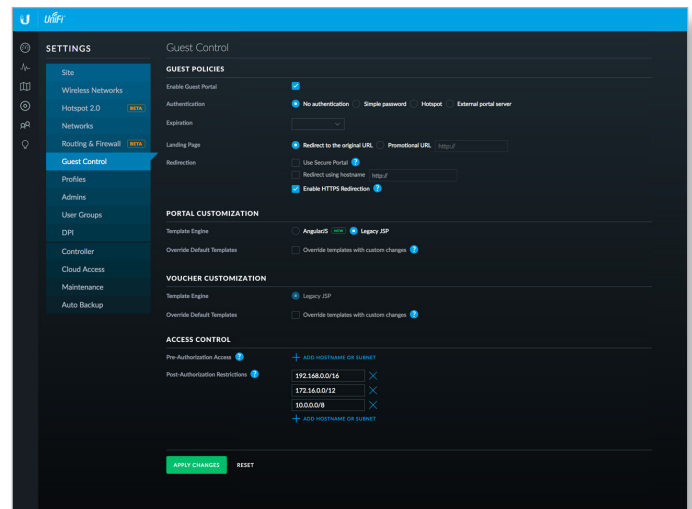 U UniFi
SETTINGS
Site
Wireless Networks
Hotspot 2.0 BETA
Networks
Routing & Firewall BETA
Guest Control
Profiles
Admins
User Groups
DPI
Controller
Cloud Access
Maintenance
Auto Backup
Guest Control
GUEST POLICIES
Enable Guest Portal
Authentication No authentication Simple password Hotspot External portal server
Expiration
Landing Page Redirect to the original URL Promotional URL http://
Redirection Use Secure Portal ?
Redirect using hostname http://
Enable HTTPS Redirection ?
PORTAL CUSTOMIZATION
Template Engine AngularJS NEW Legacy JSP
Override Default Templates Override templates with custom changes ?
VOUCHER CUSTOMIZATION
Template Engine Legacy JSP
Override Default Templates Override templates with custom changes ?
ACCESS CONTROL
Pre-Authorization Access ? + ADD HOSTNAME OR SUBNET
Post-Authorization Restrictions ? 192.168.0.0/16
172.16.0.0/12
10.0.0.0/8
+ ADD HOSTNAME OR SUBNET
APPLY CHANGES RESET